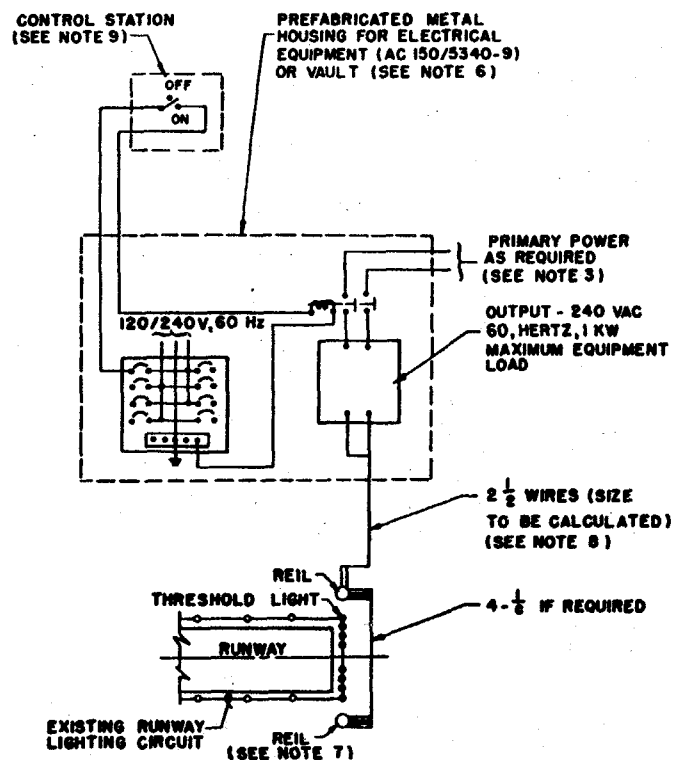 CONTROL STATION
(SEE NOTE 9)
PREFABRICATED METAL
HOUSING FOR ELECTRICAL
EQUIPMENT (AC 150/5340-9)
OR VAULT (SEE NOTE 6)
OFF
ON
PRIMARY POWER
AS REQUIRED
(SEE NOTE 3)
120/240V, 60 Hz
OUTPUT - 240 VAC
60, HERTZ, 1 KW
MAXIMUM EQUIPMENT
LOAD
2 1/2 WIRES (SIZE
TO BE CALCULATED)
(SEE NOTE 8)
REIL
THRESHOLD LIGHT
4 - 1/6 IF REQUIRED
RUNWAY
EXISTING RUNWAY
LIGHTING CIRCUIT
REIL
(SEE NOTE 7)